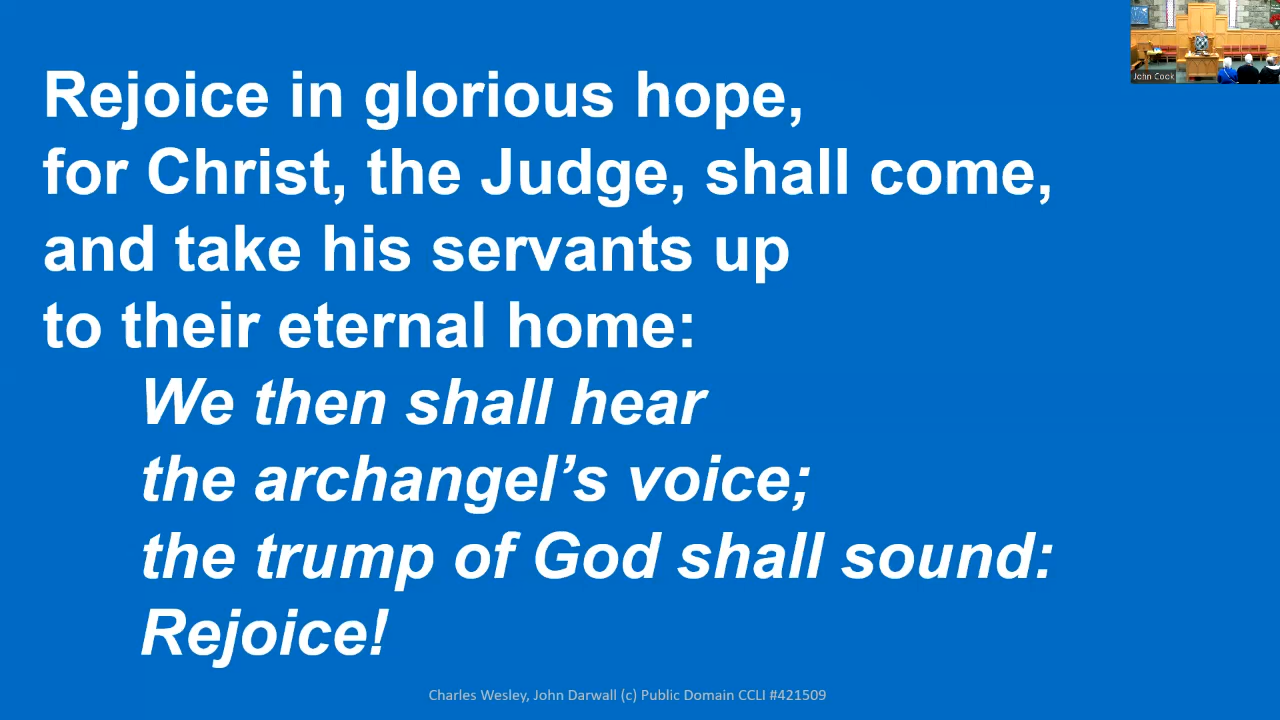 Rejoice in glorious hope,
for Christ, the Judge, shall come,
and take his servants up
to their eternal home:
We then shall hear
the archangel’s voice;
the trump of God shall sound:
Rejoice!
Charles Wesley, John Darwall (c) Public Domain CCLI #421509
John Cook